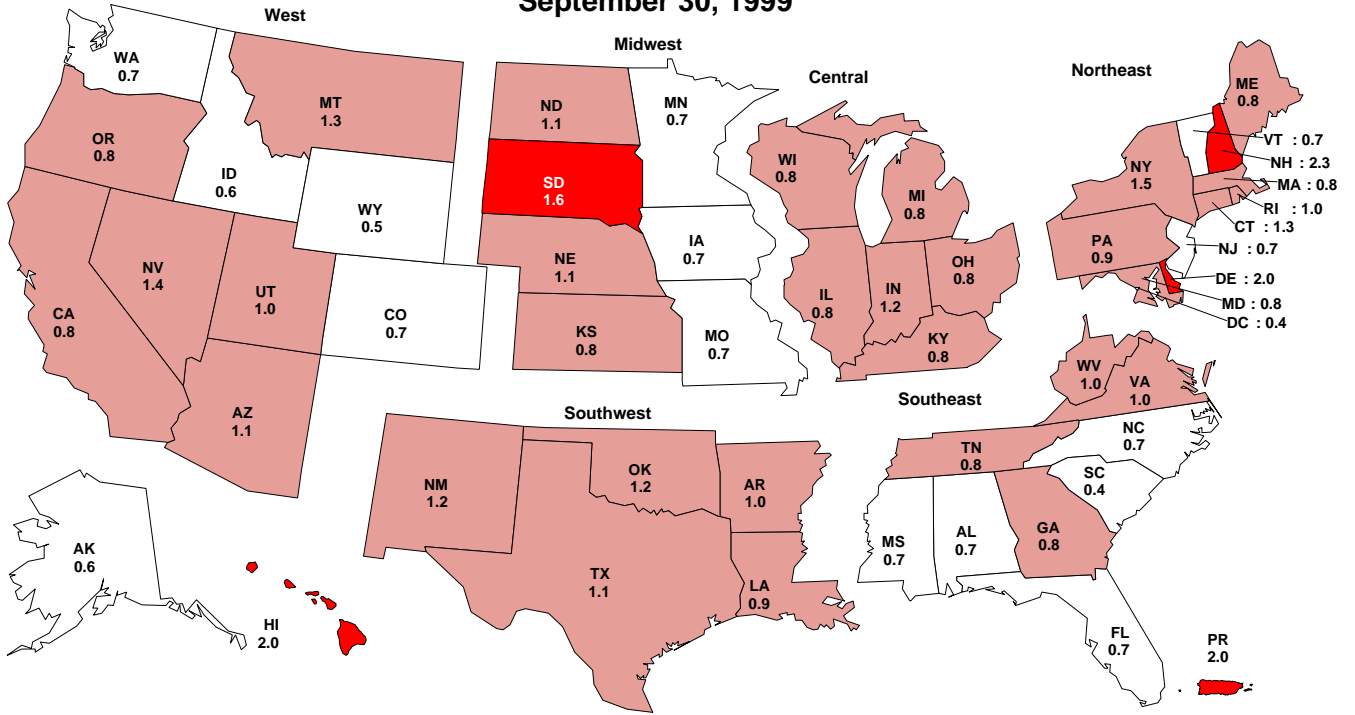 September 30, 1999
West
Midwest
Central
Northeast
WA
0.7
OR
0.8
MT
1.3
ID
0.6
WY
0.5
NV
1.4
UT
1.0
CA
0.8
CO
0.7
AZ
1.1
ND
1.1
SD
1.6
NE
1.1
KS
0.8
MN
0.7
IA
0.7
MO
0.7
WI
0.8
MI
0.8
IL
0.8
IN
1.2
OH
0.8
KY
0.8
ME
0.8
NY
1.5
PA
0.9
VT : 0.7
NH : 2.3
MA : 0.8
RI : 1.0
CT : 1.3
NJ : 0.7
DE : 2.0
MD : 0.8
DC : 0.4
Southwest
Southeast
NM
1.2
OK
1.2
AR
1.0
TX
1.1
LA
0.9
WV
1.0
VA
1.0
NC
0.7
TN
0.8
SC
0.4
MS
0.7
AL
0.7
GA
0.8
FL
0.7
AK
0.6
HI
2.0
PR
2.0